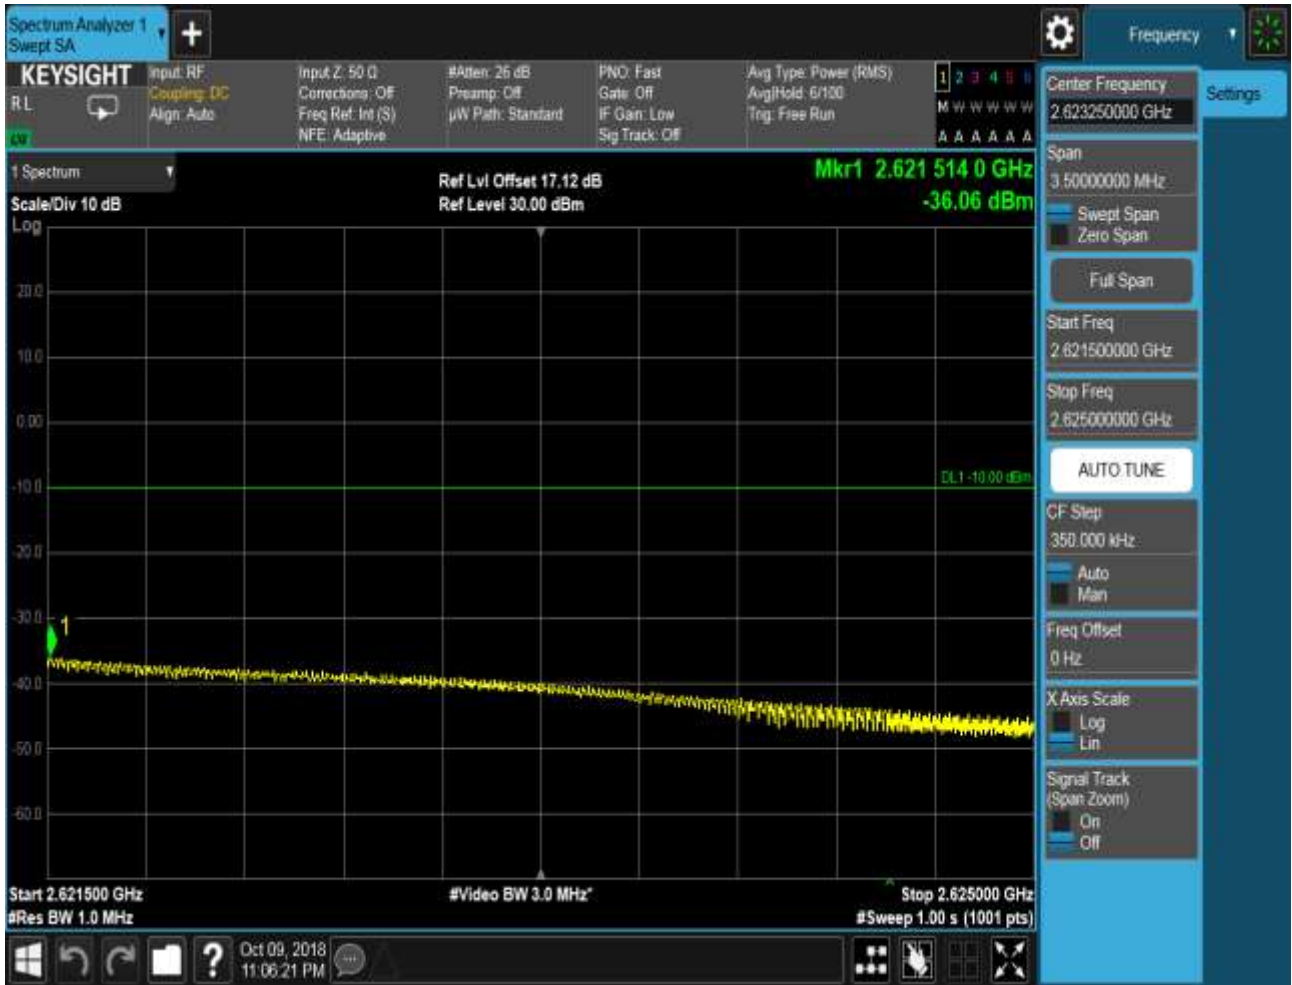 Spectrum Analyzer 1
Swept SA
Frequency
KEYSIGHT
RL
LW
Input: RF
Coupling: DC
Align: Auto
Input Z: 50 Ω
Corrections: Off
Freq Ref: Int (S)
NFE: Adaptive
#Atten: 26 dB
Preamp: Off
µW Path: Standard
PNO: Fast
Gate: Off
IF Gain: Low
Sig Track: Off
Avg Type: Power (RMS)
Avg|Hold: 6/100
Trig: Free Run
1 2 3 4 5 6
M W W W W W
A A A A A A
Center Frequency
2.623250000 GHz
Settings
Span
3.50000000 MHz
Swept Span
Zero Span
Full Span
Start Freq
2.621500000 GHz
Stop Freq
2.625000000 GHz
AUTO TUNE
CF Step
350.000 kHz
Auto
Man
Freq Offset
0 Hz
X Axis Scale
Log
Lin
Signal Track
(Span Zoom)
On
Off
1 Spectrum
Scale/Div 10 dB
Log
Ref Lvl Offset 17.12 dB
Ref Level 30.00 dBm
Mkr1 2.621 514 0 GHz
-36.06 dBm
20.0
10.0
0.00
DL1 -10.00 dBm
-10.0
-20.0
-30.0
1
-40.0
-50.0
-60.0
Start 2.621500 GHz
#Video BW 3.0 MHz*
Stop 2.625000 GHz
#Res BW 1.0 MHz
#Sweep 1.00 s (1001 pts)
?
Oct 09, 2018
11:06:21 PM